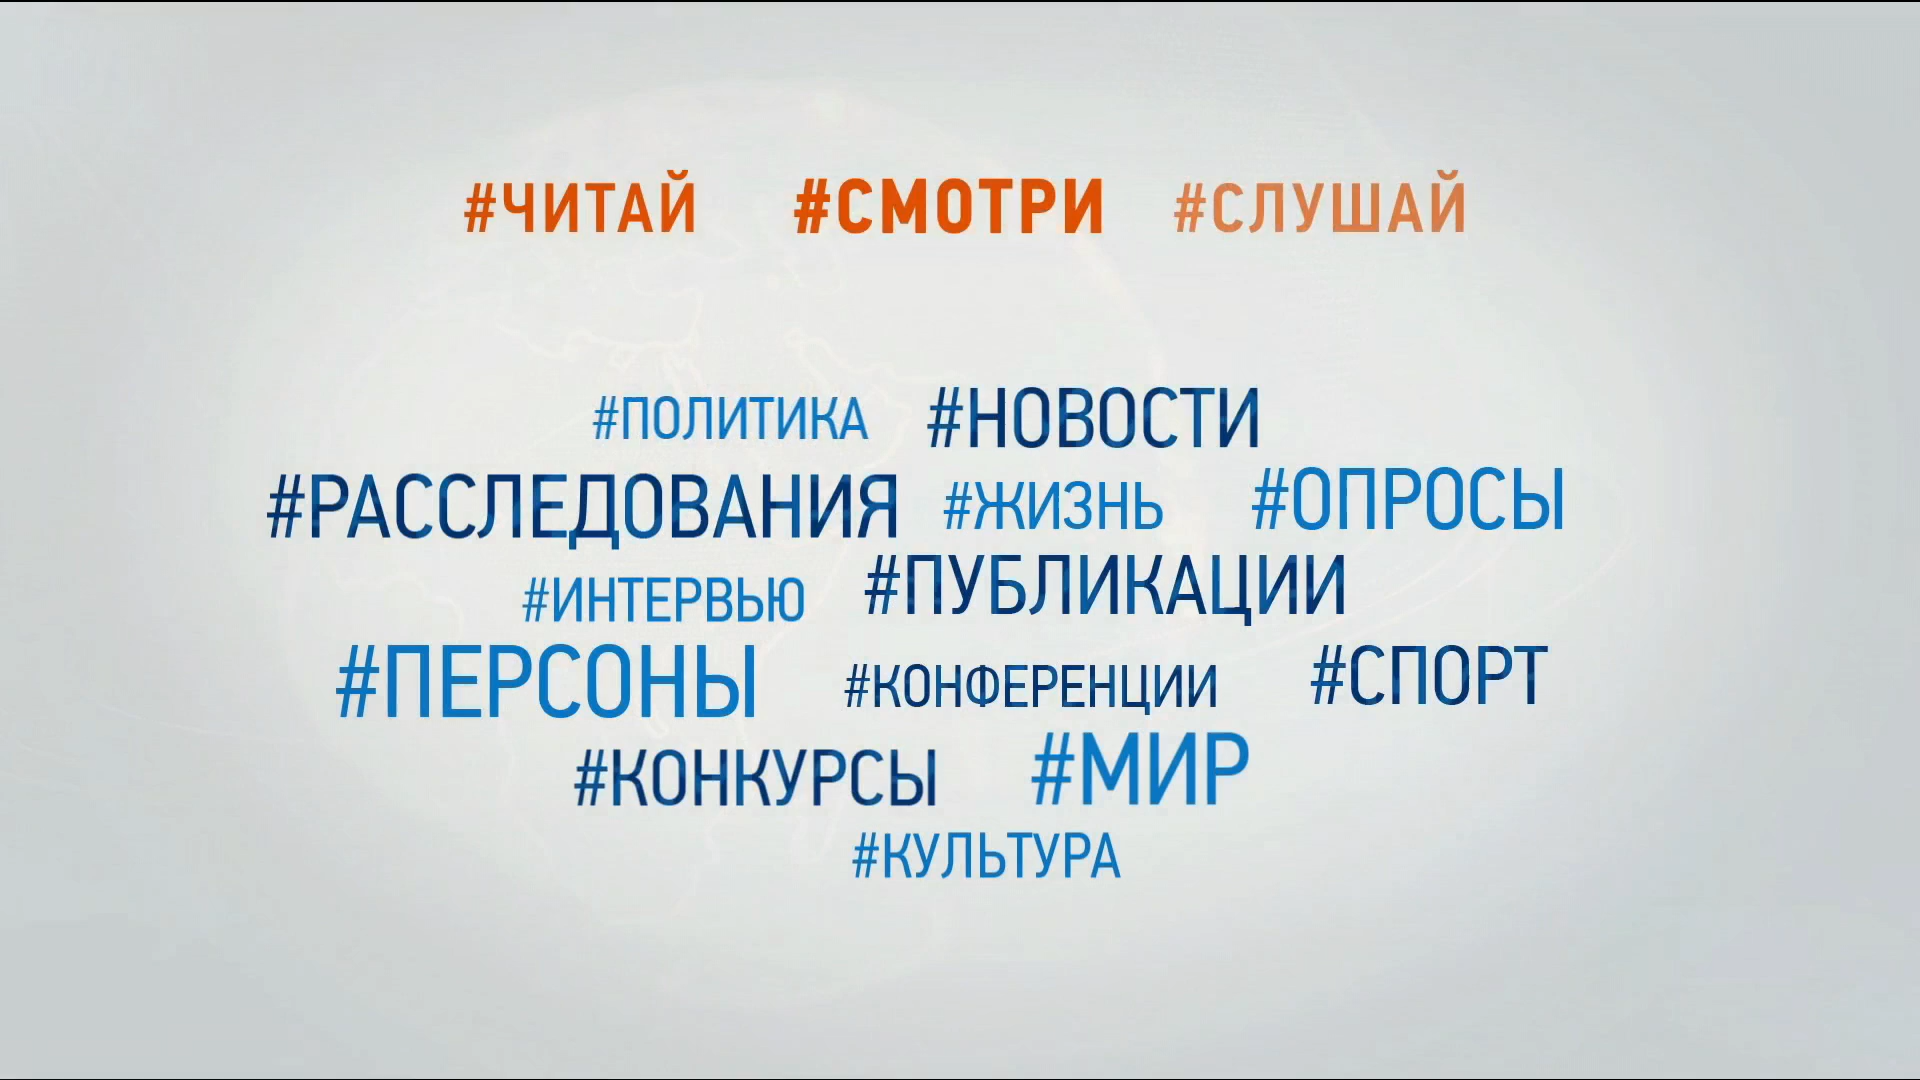 #ЧИТАЙ #СМОТРИ #СЛУШАЙ
#ПОЛИТИКА #НОВОСТИ
#РАССЛЕДОВАНИЯ #ЖИЗНЬ #ОПРОСЫ
#ИНТЕРВЬЮ #ПУБЛИКАЦИИ
#ПЕРСОНЫ #КОНФЕРЕНЦИИ #СПОРТ
#КОНКУРСЫ #МИР
#КУЛЬТУРА